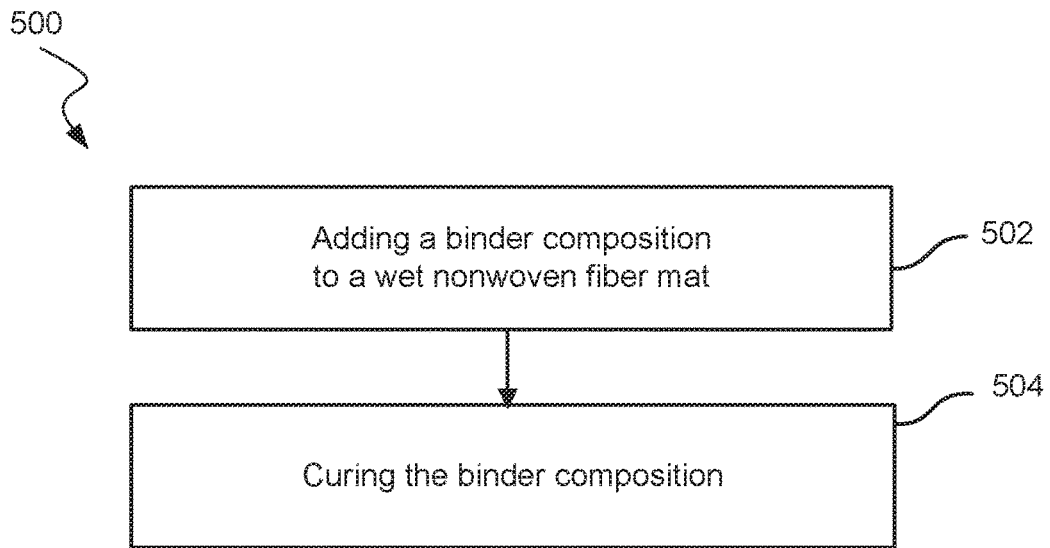 500
Adding a binder composition
to a wet nonwoven fiber mat
502
504
Curing the binder composition